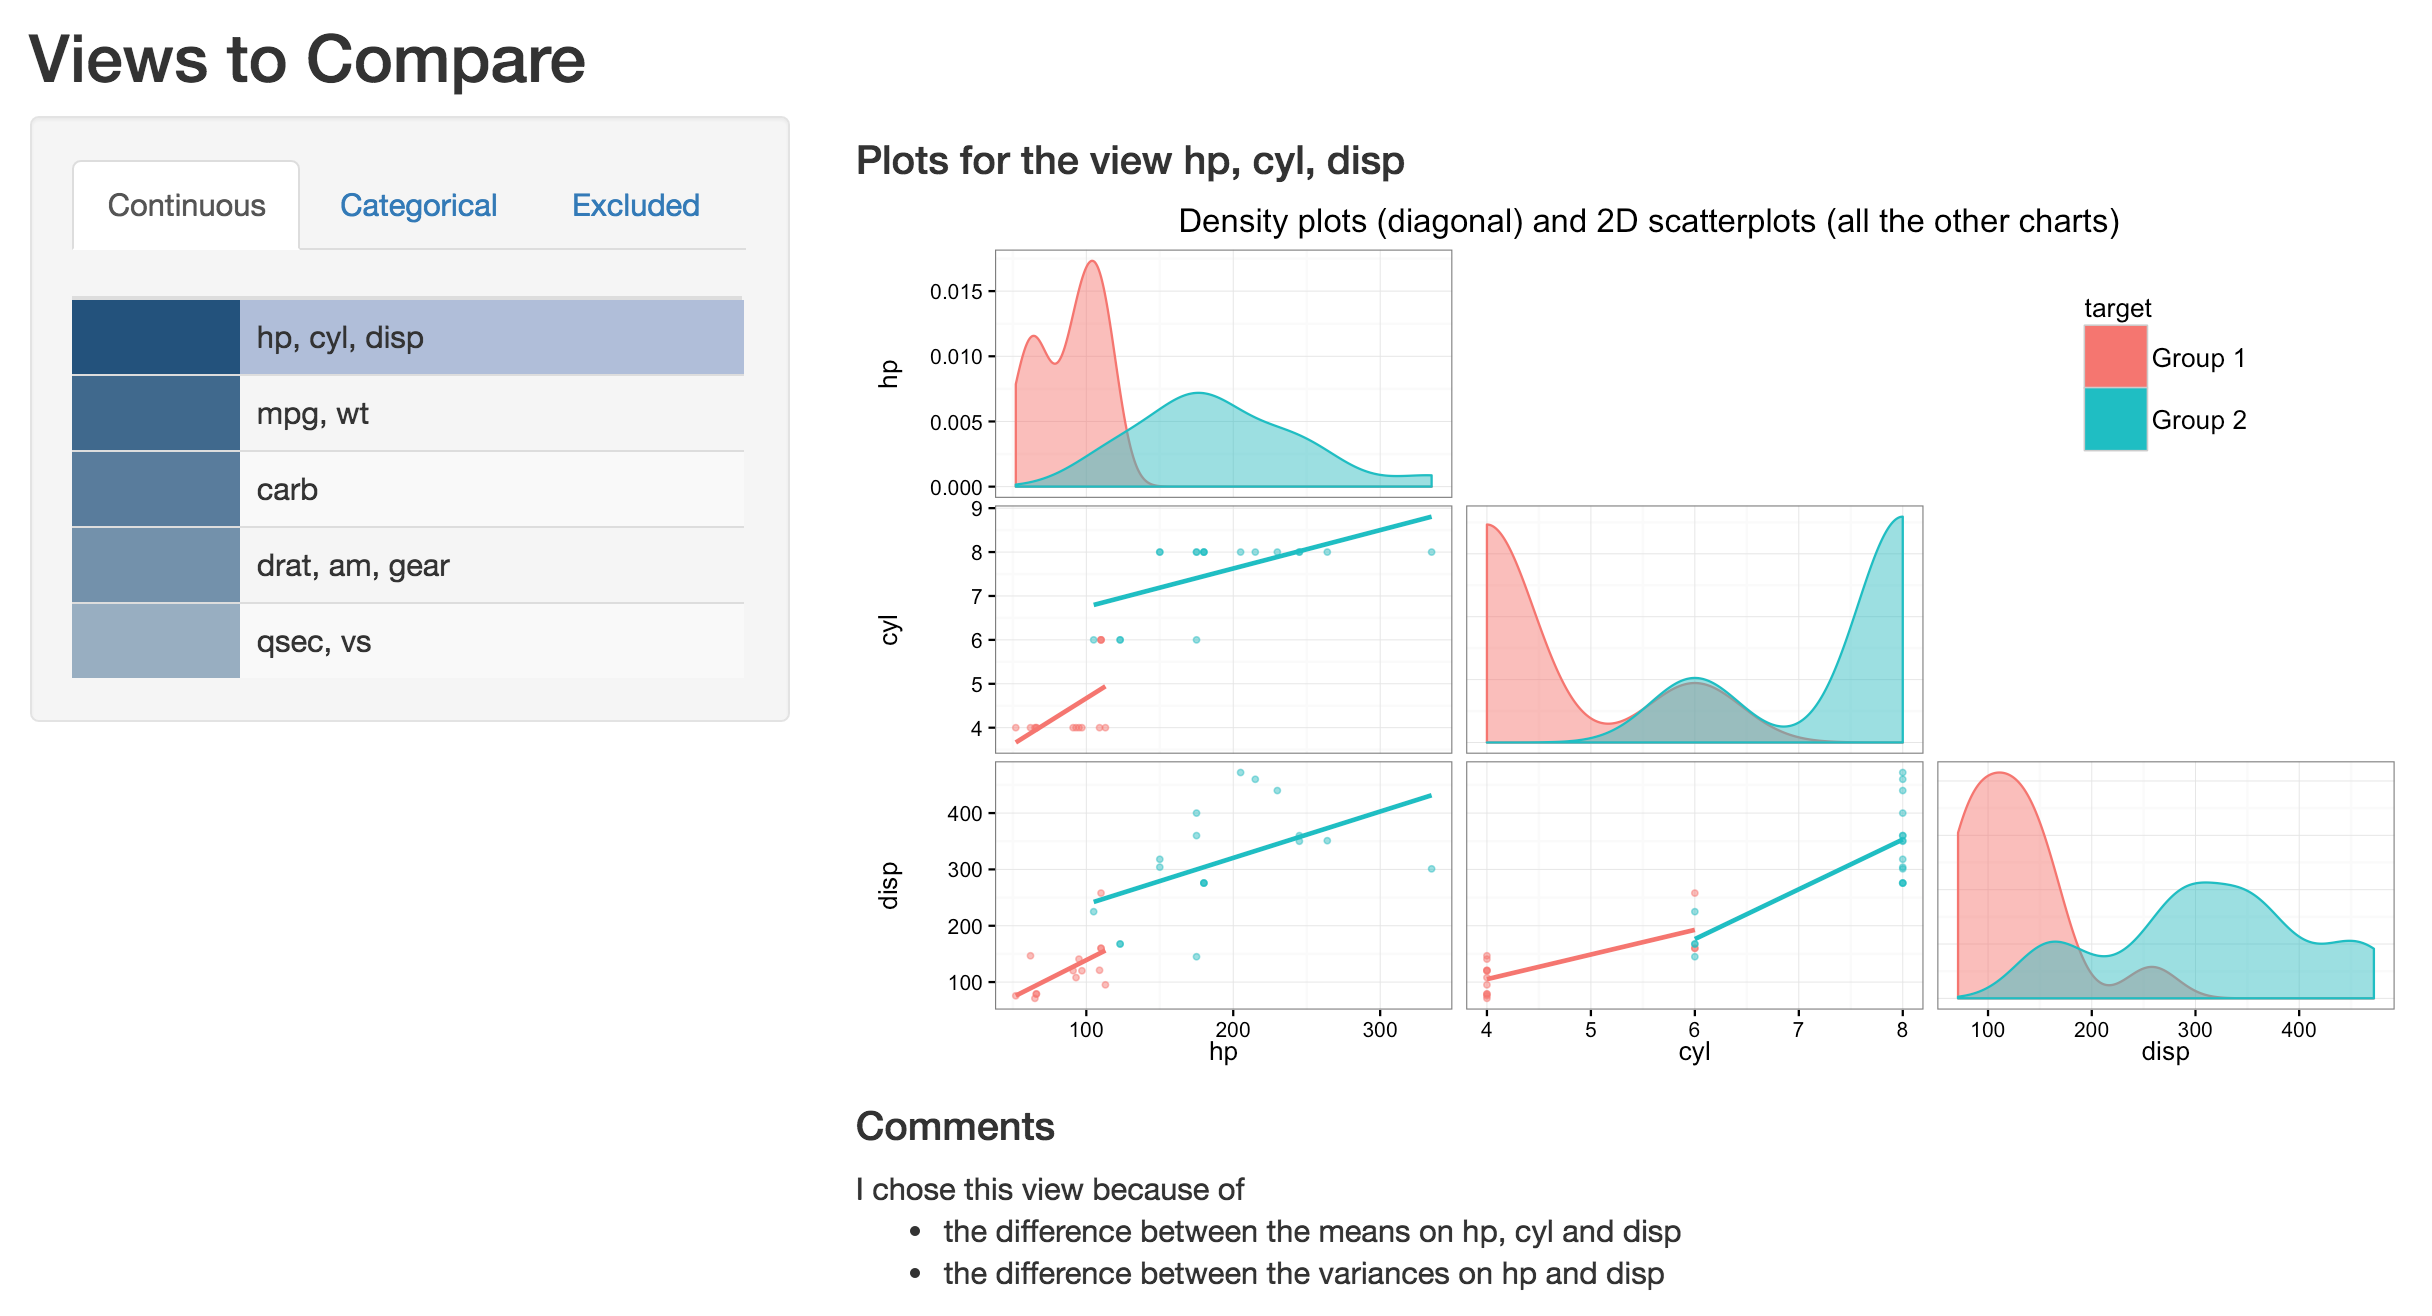 Views to Compare
Continuous Categorical Excluded
hp, cyl, disp
mpg, wt
carb
drat, am, gear
qsec, vs
Plots for the view hp, cyl, disp
Density plots (diagonal) and 2D scatterplots (all the other charts)
hp
0.015
0.010
0.005
0.000
target
Group 1
Group 2
cyl
9
8
7
6
5
4
disp
400
300
200
100
100 200 300
hp
4 5 6 7 8
cyl
100 200 300 400
disp
Comments
I chose this view because of
• the difference between the means on hp, cyl and disp
• the difference between the variances on hp and disp